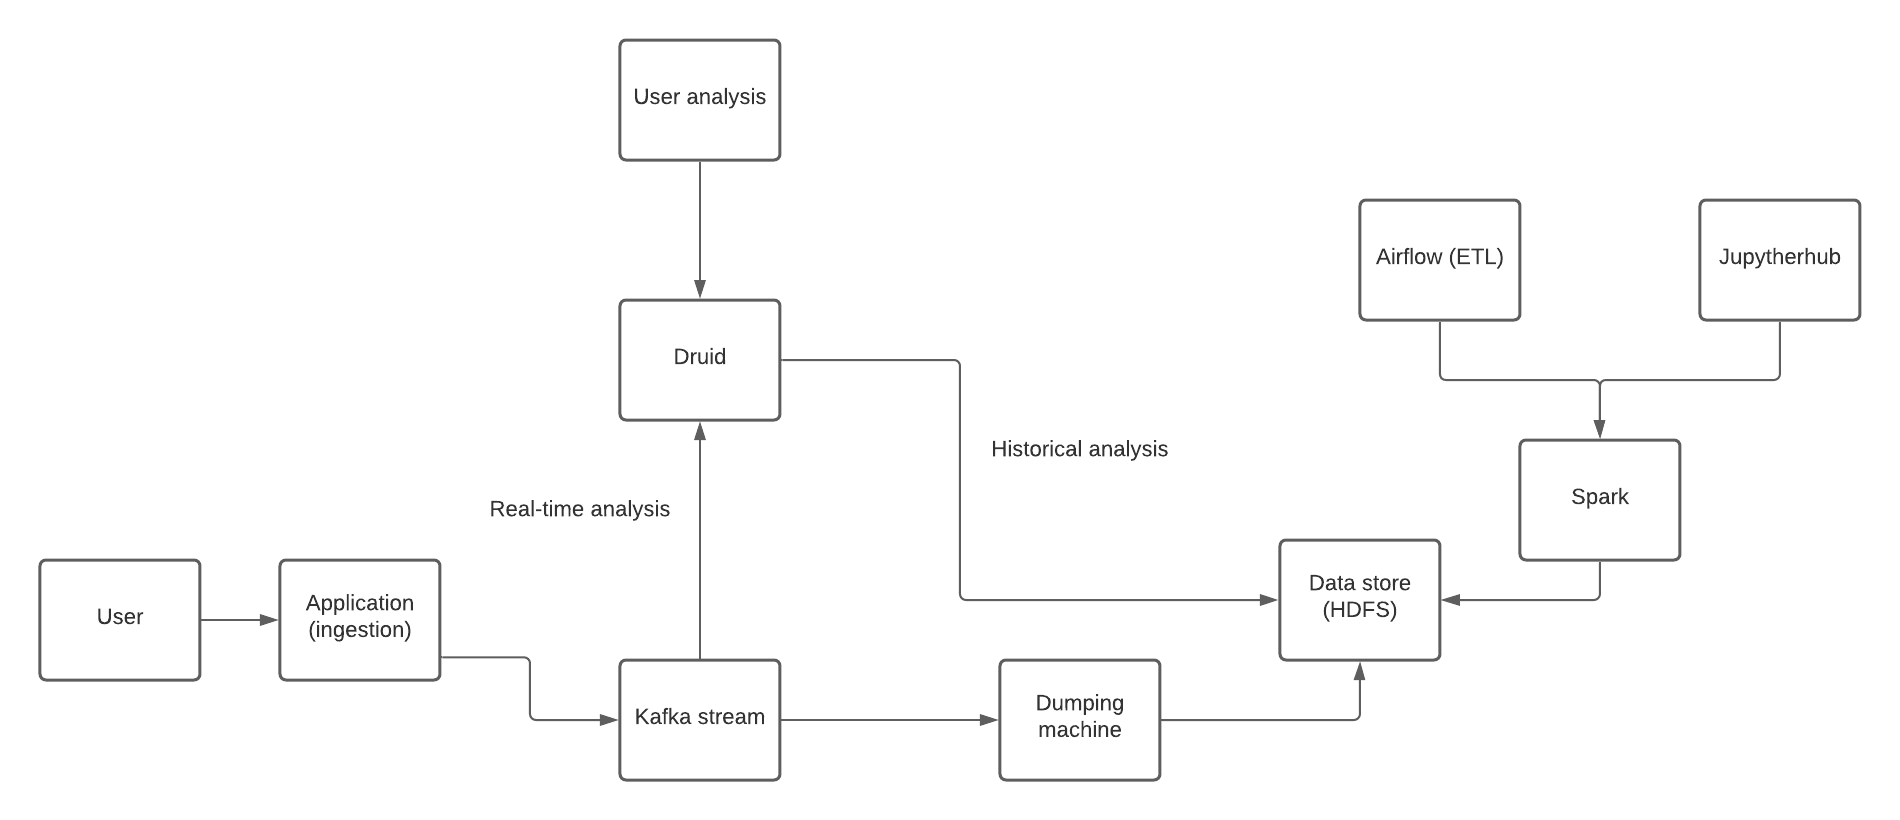 User analysis
Airflow (ETL)
Jupytherhub
Druid
Historical analysis
Real-time analysis
Spark
User
Application
(ingestion)
Data store
(HDFS)
Kafka stream
Dumping
machine